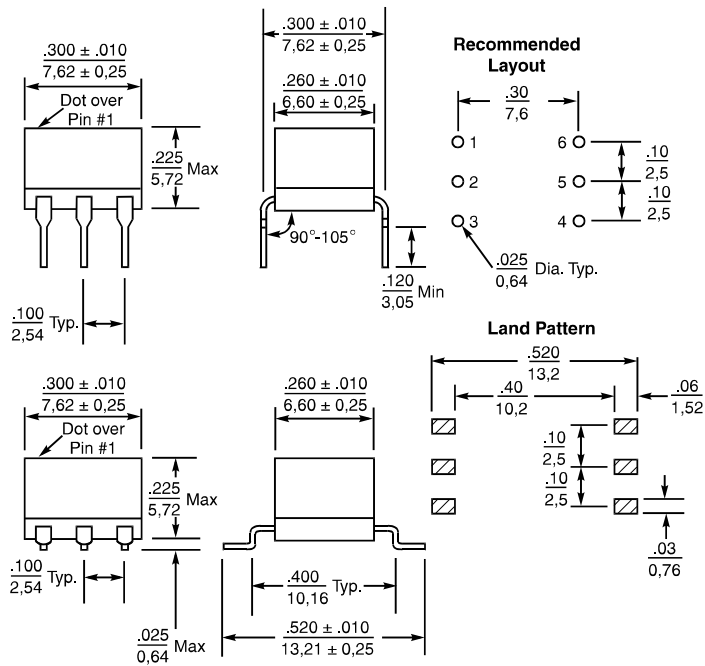 .300 ± .010
7,62 ± 0,25
Dot over
Pin #1
.225
5,72
Max
.100
2,54
Typ.
.300 ± .010
7,62 ± 0,25
.260 ± .010
6,60 ± 0,25
90°-105°
.120
3,05
Min
Recommended
Layout
.30
7,6
1
6
2
5
3
4
.10
2,5
.10
2,5
.025
0,64
Dia. Typ.
.300 ± .010
7,62 ± 0,25
Dot over
Pin #1
.225
5,72
Max
.100
2,54
Typ.
.025
0,64
Max
.260 ± .010
6,60 ± 0,25
.400
10,16
Typ.
.520 ± .010
13,21 ± 0,25
Land Pattern
.520
13,2
.40
10,2
.06
1,52
.10
2,5
.10
2,5
.03
0,76